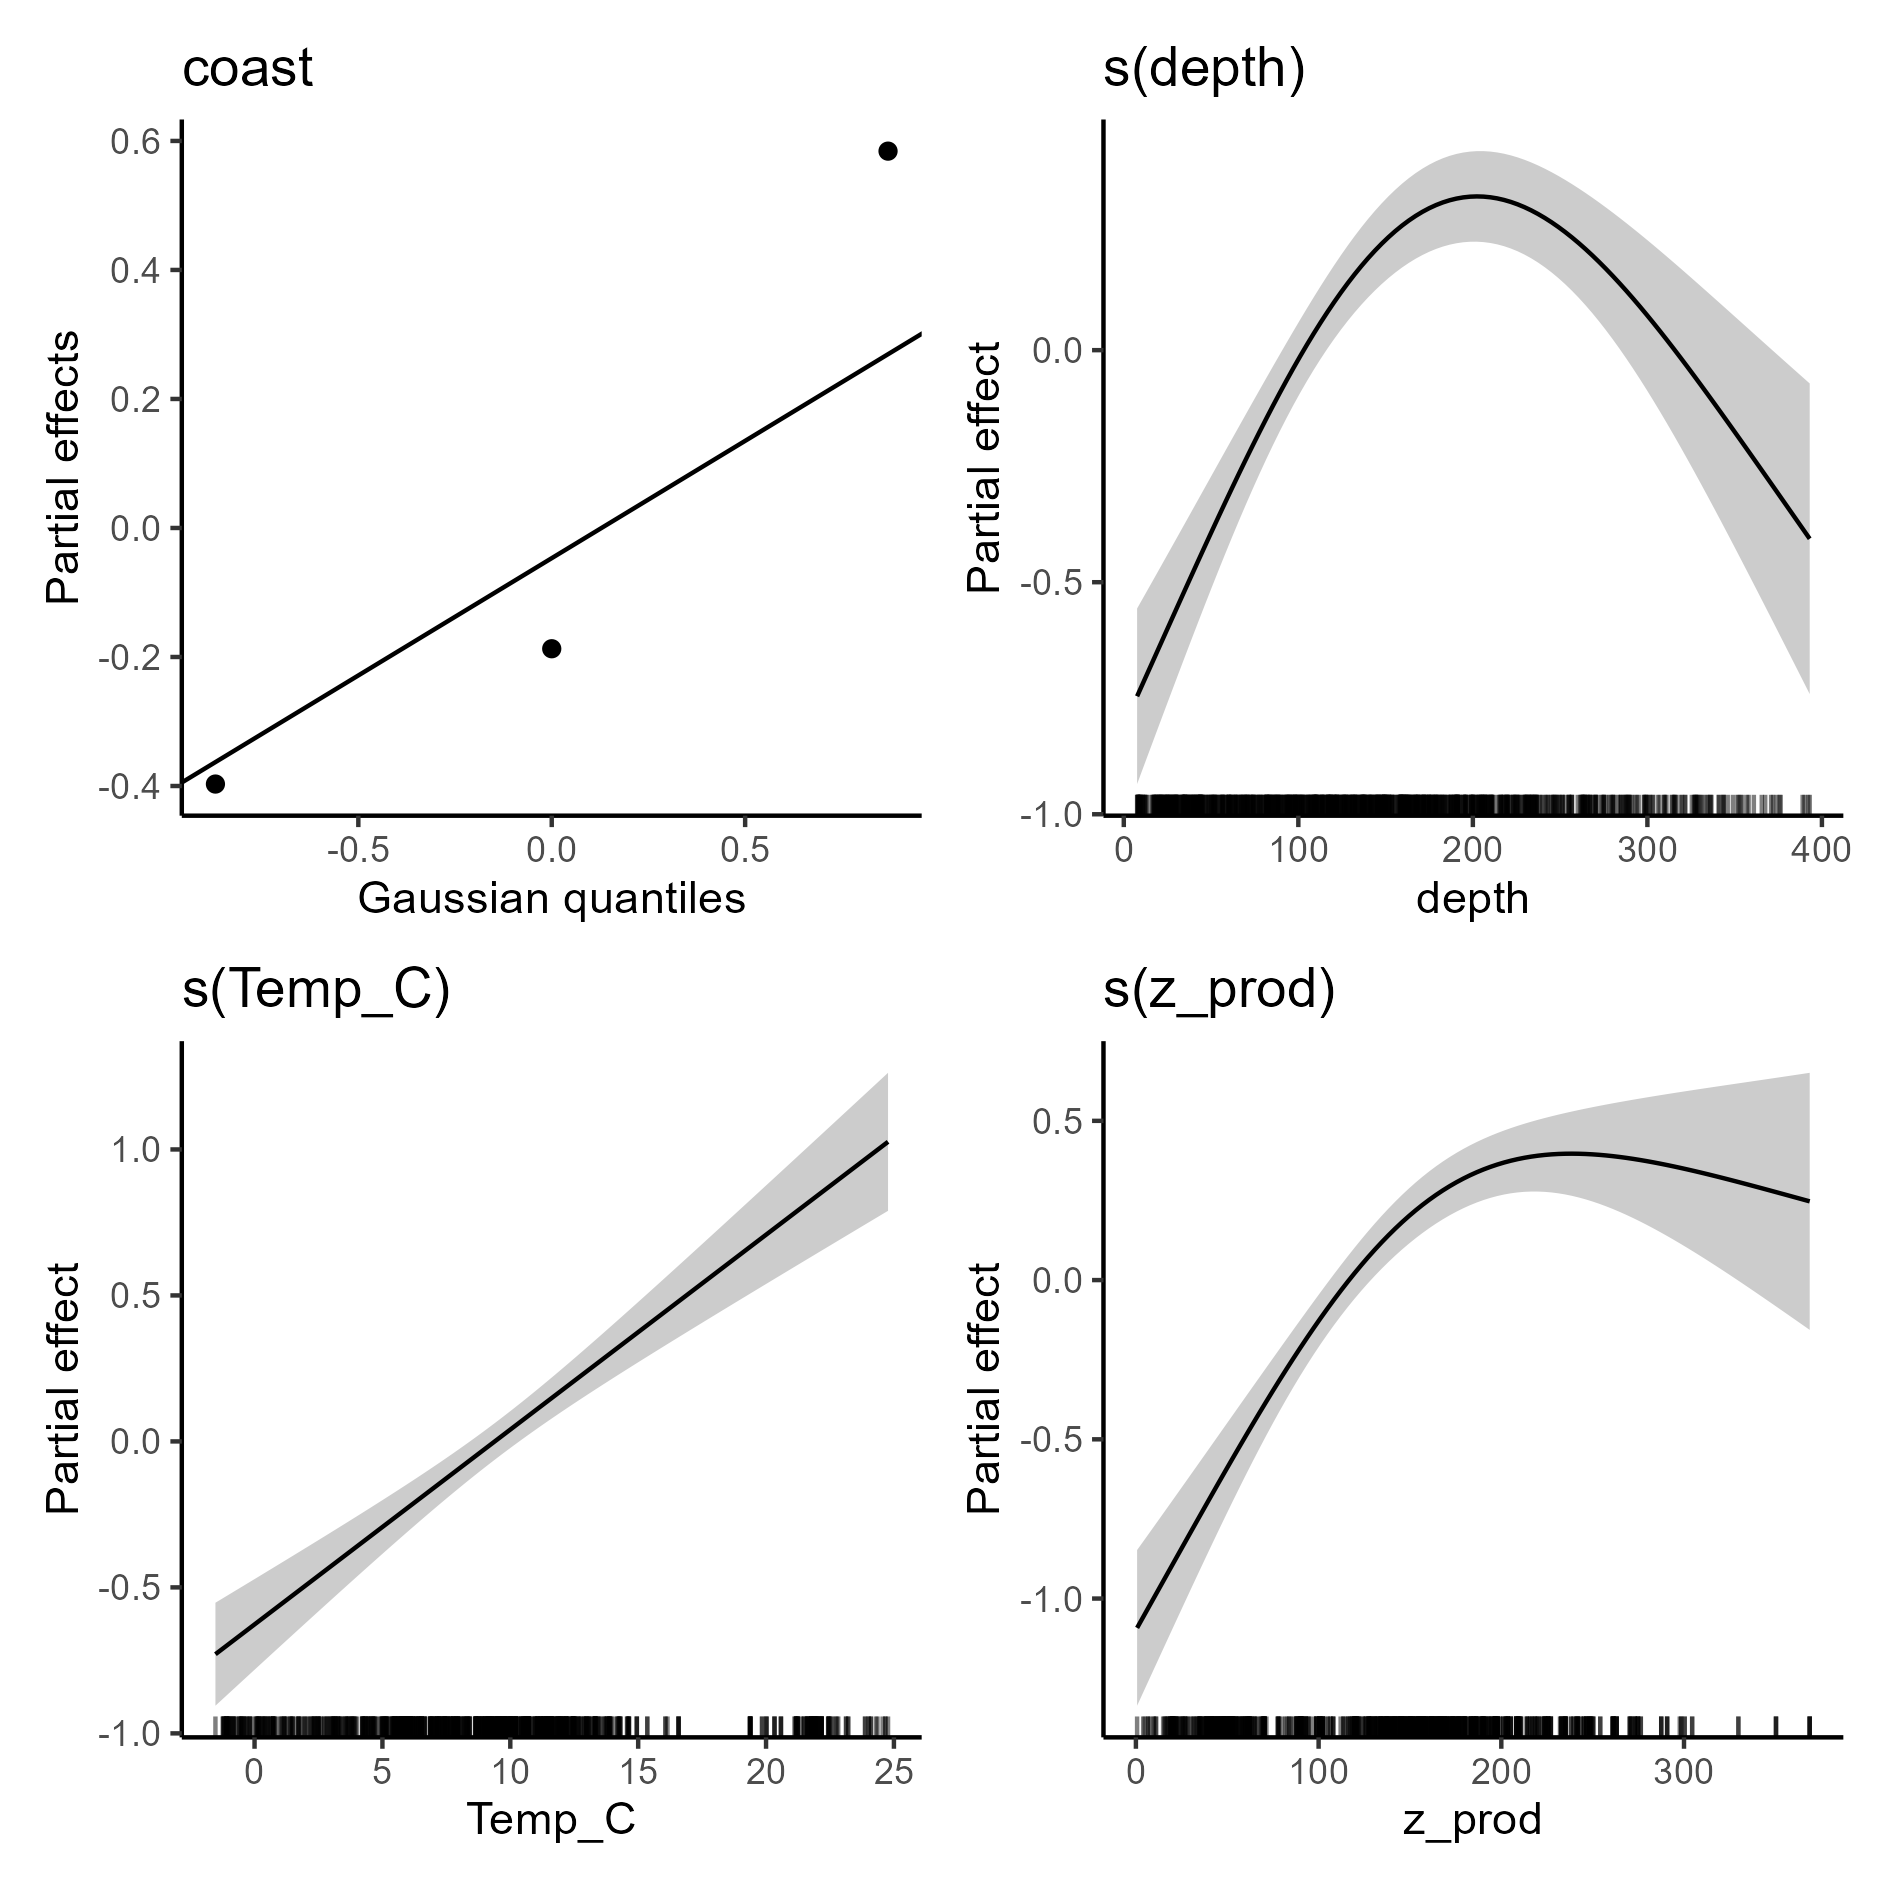 coast
0.6
0.4
0.2
0.0
-0.2
-0.4
Partial effects
-0.5 0.0 0.5
Gaussian quantiles
s(depth)
0.0
-0.5
-1.0
Partial effect
0 100 200 300 400
depth
s(Temp_C)
1.0
0.5
0.0
-0.5
-1.0
Partial effect
0 5 10 15 20 25
Temp_C
s(z_prod)
0.5
0.0
-0.5
-1.0
Partial effect
0 100 200 300
z_prod